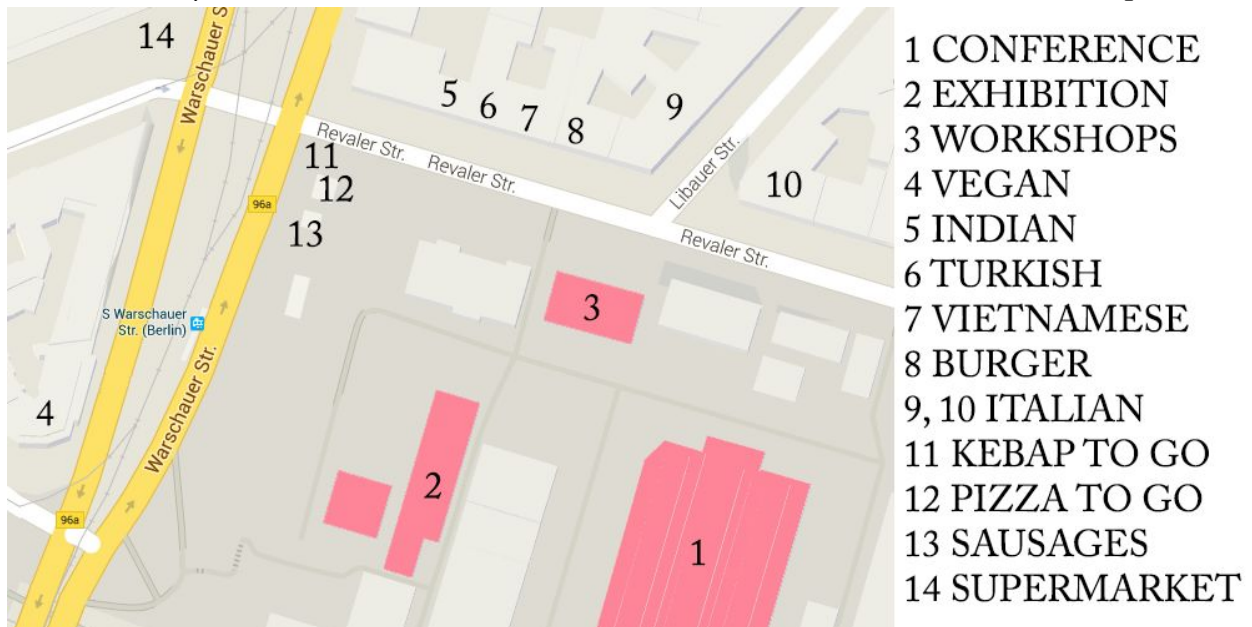 14
Warschauer S
5
6
7
8
9
Revaler Str.
Revaler Str.
Libauer Str.
10
11
12
13
96a
Revaler Str.
3
S Warschauer
Str. (Berlin)
Warschauer Str.
4
2
1
96a
1 CONFERENCE
2 EXHIBITION
3 WORKSHOPS
4 VEGAN
5 INDIAN
6 TURKISH
7 VIETNAMESE
8 BURGER
9, 10 ITALIAN
11 KEBAP TO GO
12 PIZZA TO GO
13 SAUSAGES
14 SUPERMARKET